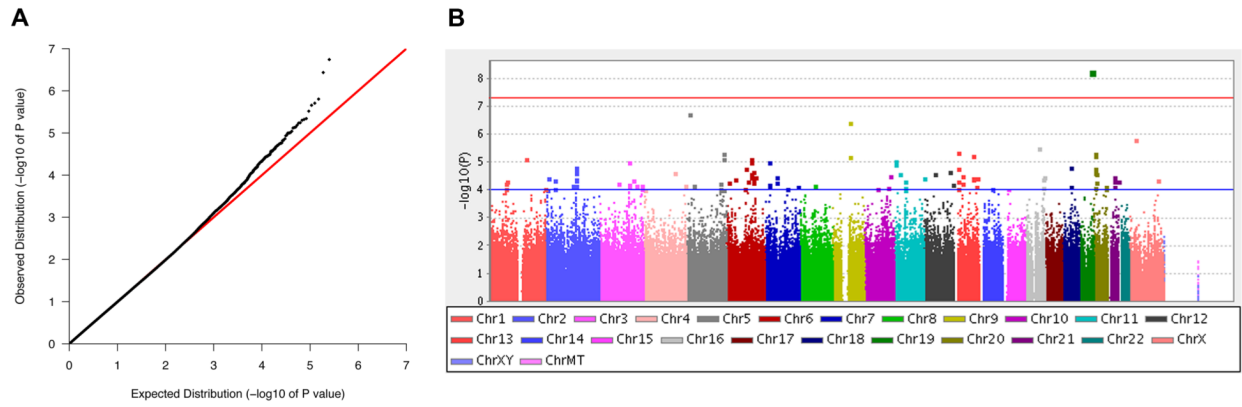 A
B
7
6
5
4
3
2
1
0
Observed Distribution (−log10 of P value)
0 1 2 3 4 5 6 7
Expected Distribution (−log10 of P value)
8
7
6
5
4
3
2
1
0
−log10(P)
Chr1 Chr2 Chr3 Chr4 Chr5 Chr6 Chr7 Chr8 Chr9 Chr10 Chr11 Chr12
Chr13 Chr14 Chr15 Chr16 Chr17 Chr18 Chr19 Chr20 Chr21 Chr22 ChrX
ChrXY ChrMT